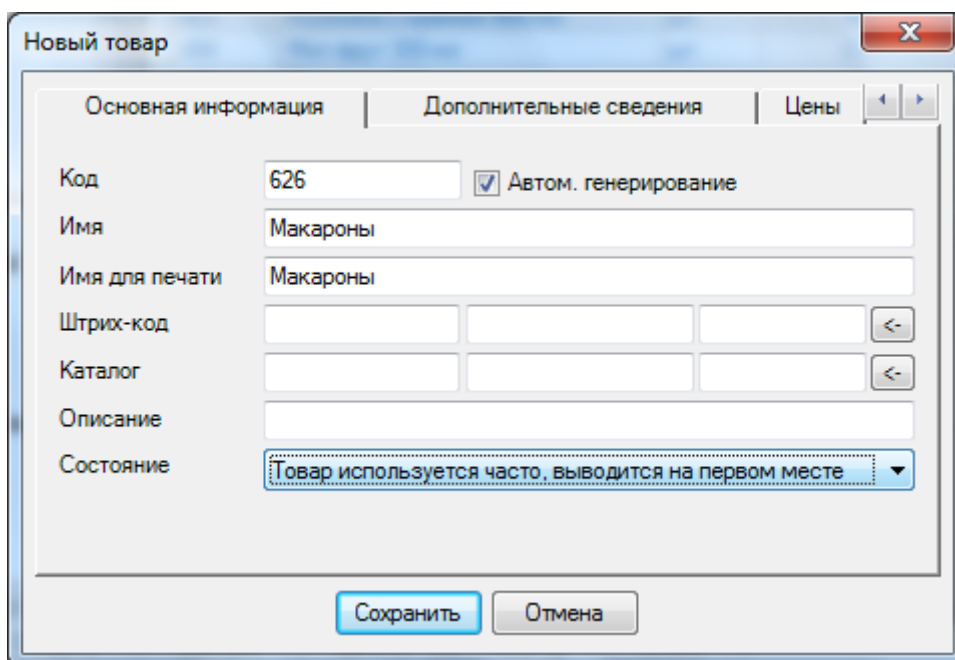 Новый товар
Основная информация Дополнительные сведения Цены
Код 626 Автом. генерирование
Имя Макароны
Имя для печати Макароны
Штрих-код <-
Каталог <-
Описание
Состояние Товар используется часто, выводится на первом месте
Сохранить Отмена